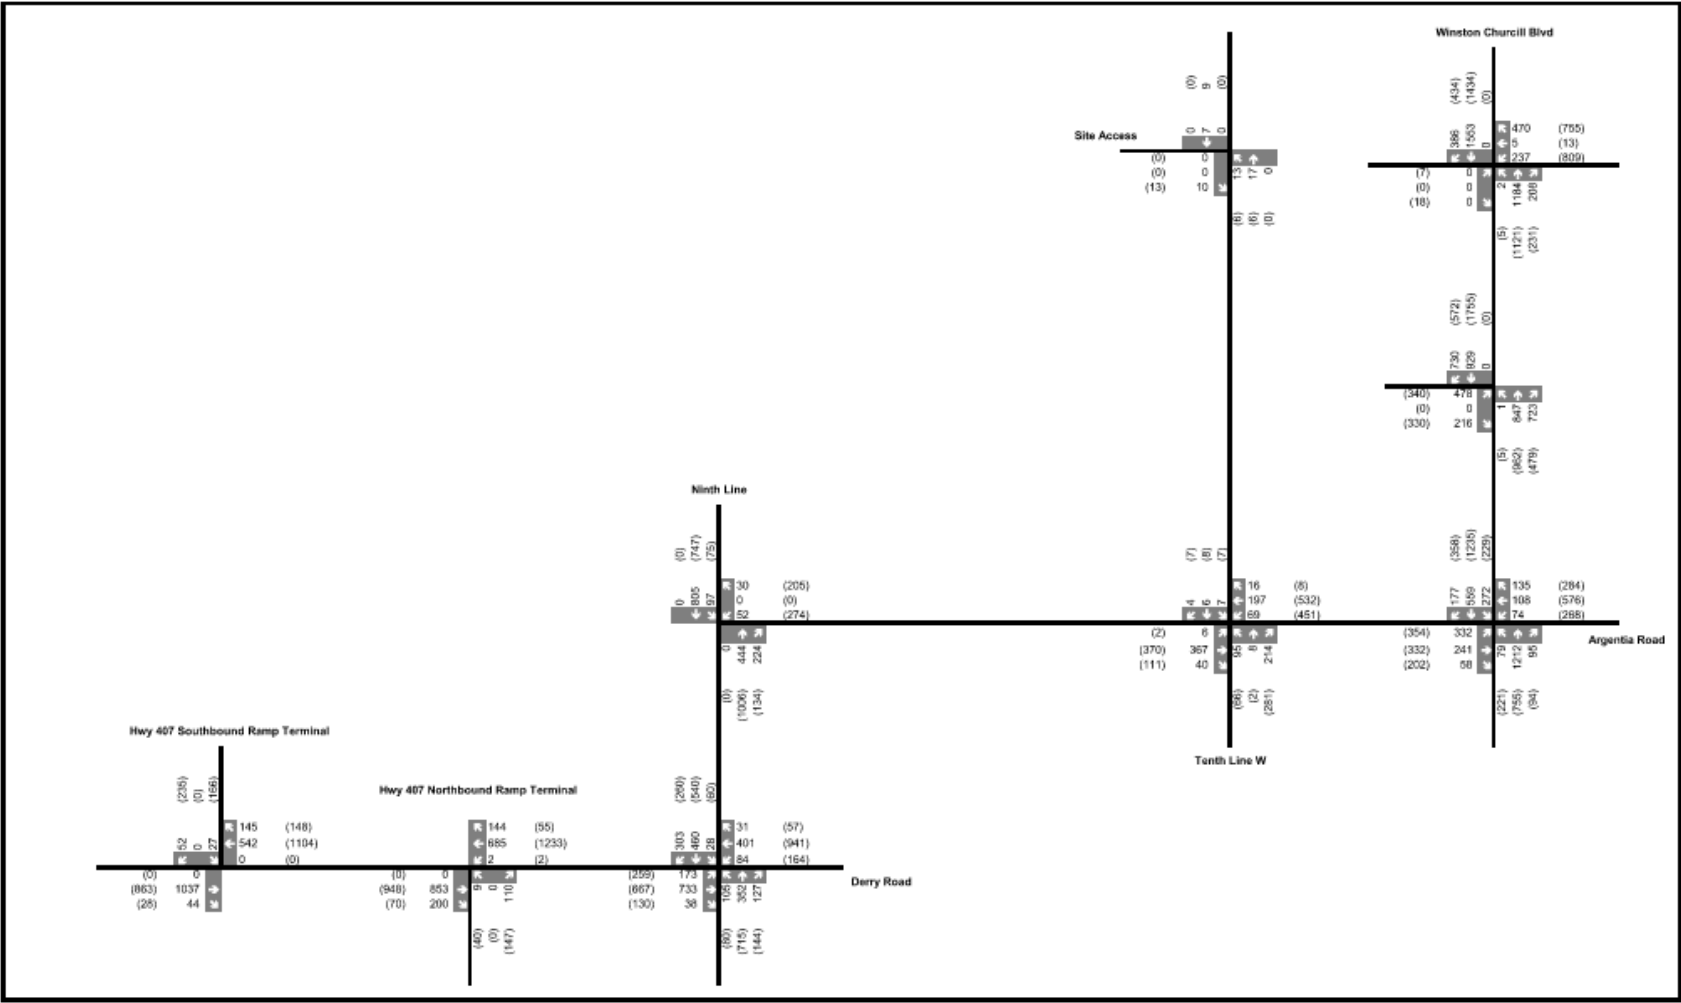 Winston Churcill Blvd
(0) 9 (0)
(434) (1434) (0)
Site Access
0 7 0
386 1553 0
470 (755)
5 (13)
237 (809)
(0) 0
(0) 0
(13) 10
13 17 0
(6) (6) (0)
(7) 0
(0) 0
(18) 0
2 1184 208
(5) (1121) (231)
(572) (1755) (0)
730 929 0
(340) 478
(0) 0
(330) 216
1 847 723
(5) (962) (479)
Ninth Line
(0) (747) (75)
0 805 97
30 (205)
0 (0)
52 (274)
0 444 224
(0) (1006) (134)
(7) (8) (7)
4 6 7
16 (8)
197 (532)
69 (451)
(2) 6
(370) 367
(111) 40
95 8 214
(66) (2) (281)
Tenth Line W
(358) (1235) (229)
177 559 272
135 (284)
108 (576)
74 (268)
Argentia Road
(354) 332
(332) 241
(202) 58
79 1212 95
(221) (755) (94)
Hwy 407 Southbound Ramp Terminal
(235) (0) (166)
52 0 27
145 (148)
542 (1104)
0 (0)
(0) 0
(863) 1037
(28) 44
Hwy 407 Northbound Ramp Terminal
144 (55)
685 (1233)
2 (2)
(0) 0
(948) 853
(70) 200
9 0 110
(40) (0) (147)
(260) (540) (60)
303 460 28
31 (57)
401 (941)
84 (164)
Derry Road
(259) 173
(667) 733
(130) 38
105 352 127
(80) (715) (144)